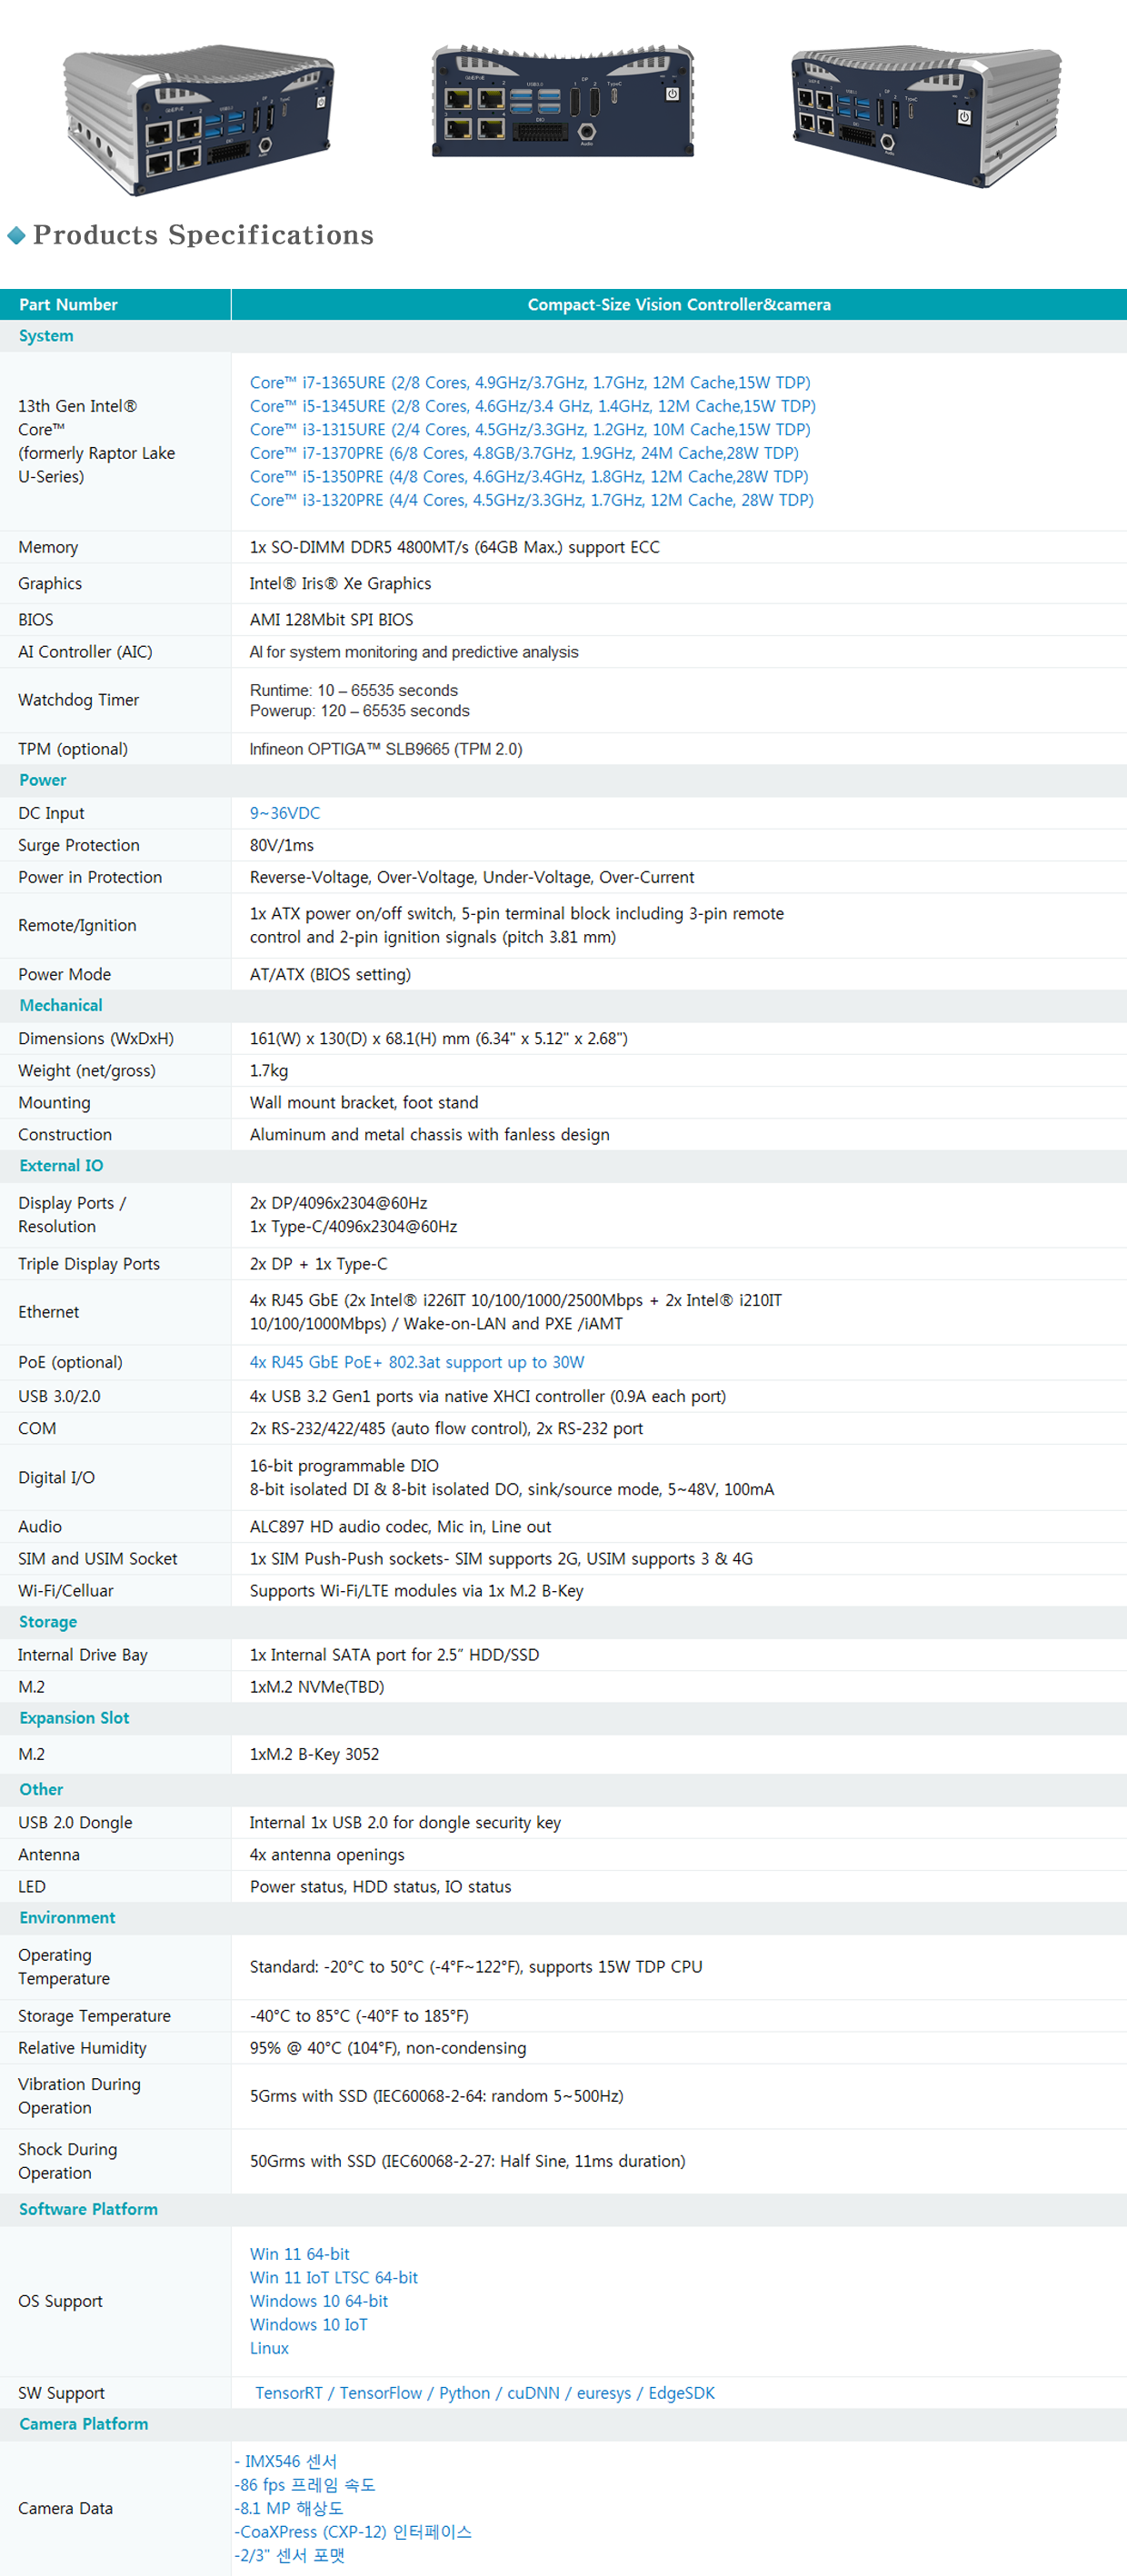 Products Specifications
Part Number	Compact-Size Vision Controller&camera
System
13th Gen Intel®
Core™
(formerly Raptor Lake
U-Series)
Core™ i7-1365URE (2/8 Cores, 4.9GHz/3.7GHz, 1.7GHz, 12M Cache,15W TDP)
Core™ i5-1345URE (2/8 Cores, 4.6GHz/3.4 GHz, 1.4GHz, 12M Cache,15W TDP)
Core™ i3-1315URE (2/4 Cores, 4.5GHz/3.3GHz, 1.2GHz, 10M Cache,15W TDP)
Core™ i7-1370PRE (6/8 Cores, 4.8GB/3.7GHz, 1.9GHz, 24M Cache,28W TDP)
Core™ i5-1350PRE (4/8 Cores, 4.6GHz/3.4GHz, 1.8GHz, 12M Cache,28W TDP)
Core™ i3-1320PRE (4/4 Cores, 4.5GHz/3.3GHz, 1.7GHz, 12M Cache, 28W TDP)
Memory	1x SO-DIMM DDR5 4800MT/s (64GB Max.) support ECC
Graphics	Intel® Iris® Xe Graphics
BIOS	AMI 128Mbit SPI BIOS
AI Controller (AIC)	AI for system monitoring and predictive analysis
Watchdog Timer
Runtime: 10 – 65535 seconds
Powerup: 120 – 65535 seconds
TPM (optional)	Infineon OPTIGA™ SLB9665 (TPM 2.0)
Power
DC Input	9~36VDC
Surge Protection	80V/1ms
Power in Protection	Reverse-Voltage, Over-Voltage, Under-Voltage, Over-Current
Remote/Ignition
1x ATX power on/off switch, 5-pin terminal block including 3-pin remote
control and 2-pin ignition signals (pitch 3.81 mm)
Power Mode	AT/ATX (BIOS setting)
Mechanical
Dimensions (WxDxH)	161(W) x 130(D) x 68.1(H) mm (6.34" x 5.12" x 2.68")
Weight (net/gross)	1.7kg
Mounting	Wall mount bracket, foot stand
Construction	Aluminum and metal chassis with fanless design
External IO
Display Ports /
Resolution
2x DP/4096x2304@60Hz
1x Type-C/4096x2304@60Hz
Triple Display Ports	2x DP + 1x Type-C
Ethernet
4x RJ45 GbE (2x Intel® i226IT 10/100/1000/2500Mbps + 2x Intel® i210IT
10/100/1000Mbps) / Wake-on-LAN and PXE /iAMT
PoE (optional)	4x RJ45 GbE PoE+ 802.3at support up to 30W
USB 3.0/2.0	4x USB 3.2 Gen1 ports via native XHCI controller (0.9A each port)
COM	2x RS-232/422/485 (auto flow control), 2x RS-232 port
Digital I/O
16-bit programmable DIO
8-bit isolated DI & 8-bit isolated DO, sink/source mode, 5~48V, 100mA
Audio	ALC897 HD audio codec, Mic in, Line out
SIM and USIM Socket	1x SIM Push-Push sockets- SIM supports 2G, USIM supports 3 & 4G
Wi-Fi/Celluar	Supports Wi-Fi/LTE modules via 1x M.2 B-Key
Storage
Internal Drive Bay	1x Internal SATA port for 2.5″ HDD/SSD
M.2	1xM.2 NVMe(TBD)
Expansion Slot
M.2	1xM.2 B-Key 3052
Other
USB 2.0 Dongle	Internal 1x USB 2.0 for dongle security key
Antenna	4x antenna openings
LED	Power status, HDD status, IO status
Environment
Operating
Temperature
Standard: -20°C to 50°C (-4°F~122°F), supports 15W TDP CPU
Storage Temperature	-40°C to 85°C (-40°F to 185°F)
Relative Humidity	95% @ 40°C (104°F), non-condensing
Vibration During
Operation
5Grms with SSD (IEC60068-2-64: random 5~500Hz)
Shock During
Operation
50Grms with SSD (IEC60068-2-27: Half Sine, 11ms duration)
Software Platform
OS Support
Win 11 64-bit
Win 11 IoT LTSC 64-bit
Windows 10 64-bit
Windows 10 IoT
Linux
SW Support	TensorRT / TensorFlow / Python / cuDNN / euresys / EdgeSDK
Camera Platform
Camera Data
- IMX546 센서
-86 fps 프레임 속도
-8.1 MP 해상도
-CoaXPress (CXP-12) 인터페이스
-2/3" 센서 포맷